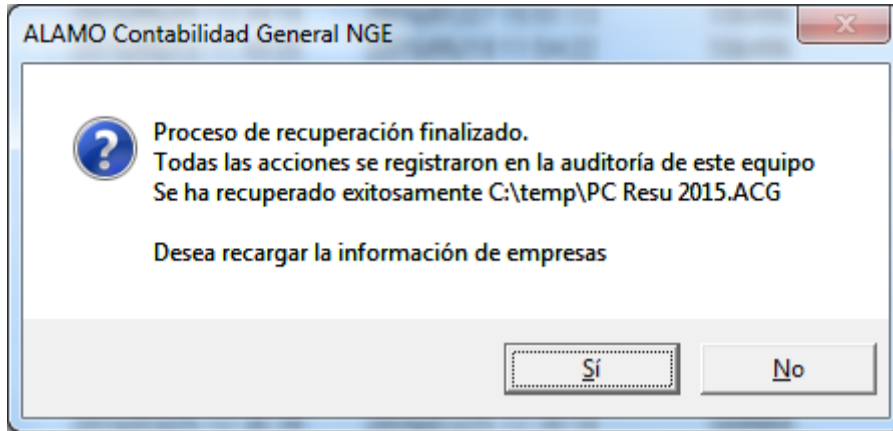 ALAMO Contabilidad General NGE
Proceso de recuperación finalizado.
Todas las acciones se registraron en la auditoría de este equipo
Se ha recuperado exitosamente C:\temp\PC Resu 2015.ACG
Desea recargar la información de empresas
Sí
No